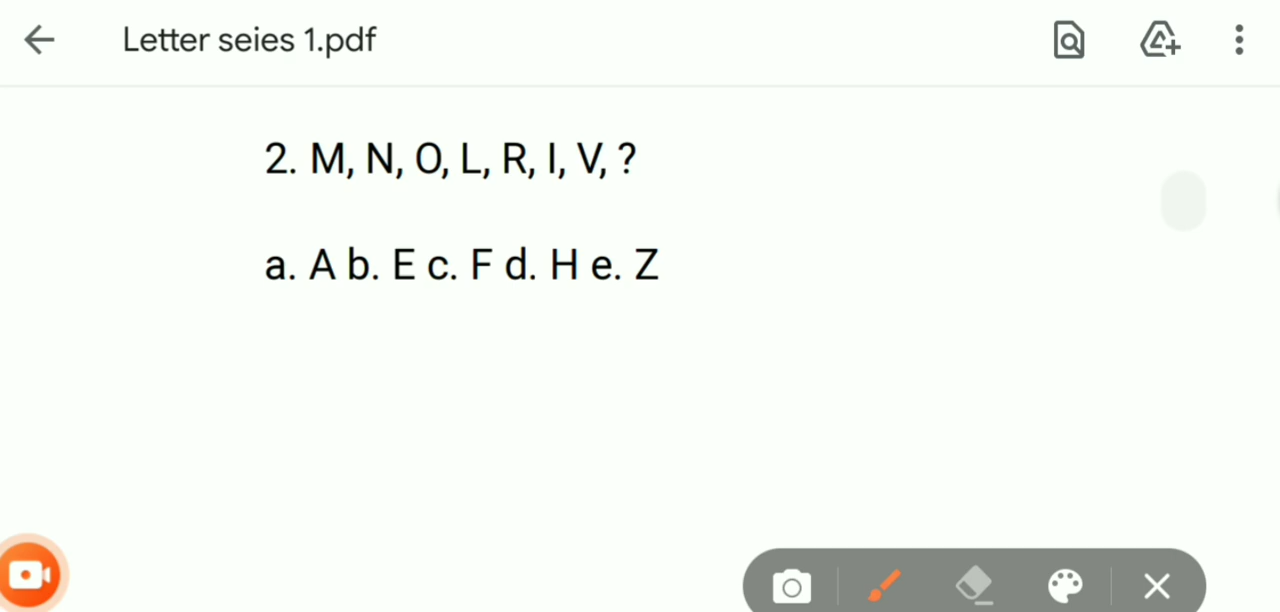 Letter seies 1.pdf
2. M, N, O, L, R, I, V, ?
a. A b. E c. F d. H e. Z